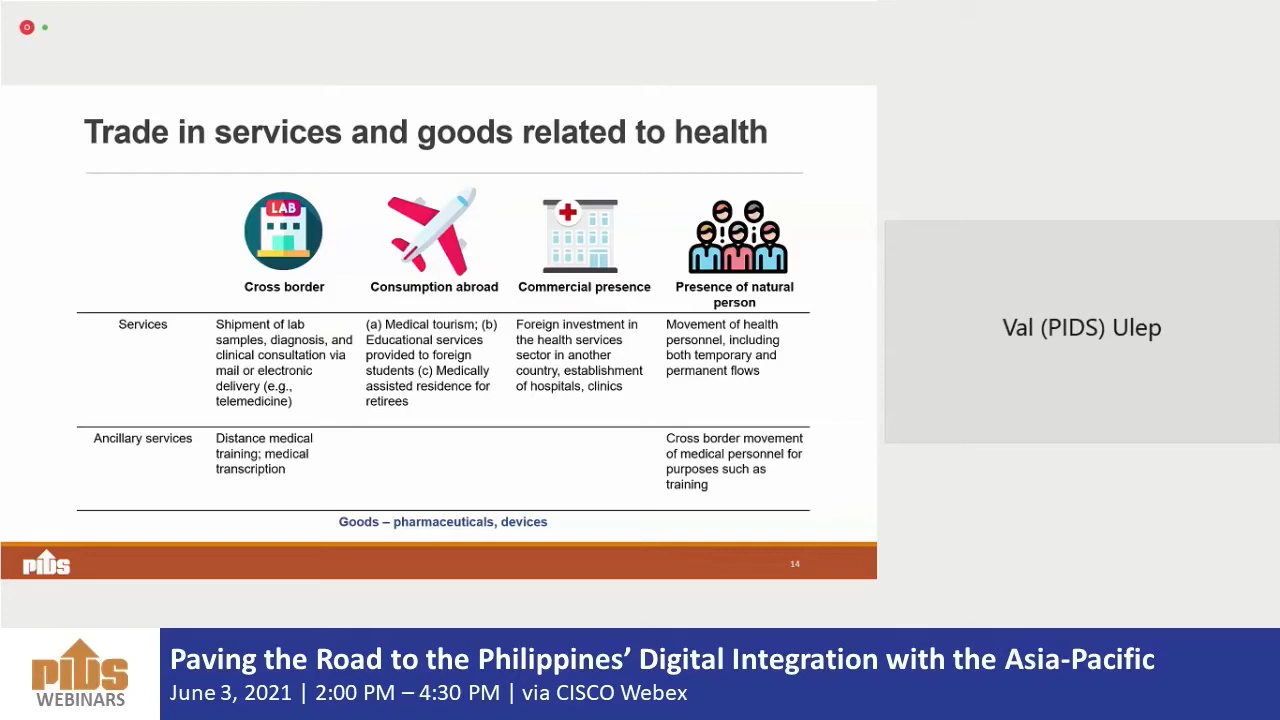 Trade in services and goods related to health
LAB
Cross border
Consumption abroad
Commercial presence
Presence of natural
person
Services
Shipment of lab
samples, diagnosis, and
clinical consultation via
mail or electronic
delivery (e.g.,
telemedicine)
(a) Medical tourism; (b)
Educational services
provided to foreign
students (c) Medically
assisted residence for
retirees
Foreign investment in
the health services
sector in another
country, establishment
of hospitals, clinics
Movement of health
personnel, including
both temporary and
permanent flows
Ancillary services
Distance medical
training; medical
transcription
Cross border movement
of medical personnel for
purposes such as
training
Goods – pharmaceuticals, devices
PIDS
14
Val (PIDS) Ulep
PIDS
WEBINARS
Paving the Road to the Philippines’ Digital Integration with the Asia-Pacific
June 3, 2021 | 2:00 PM – 4:30 PM | via CISCO Webex